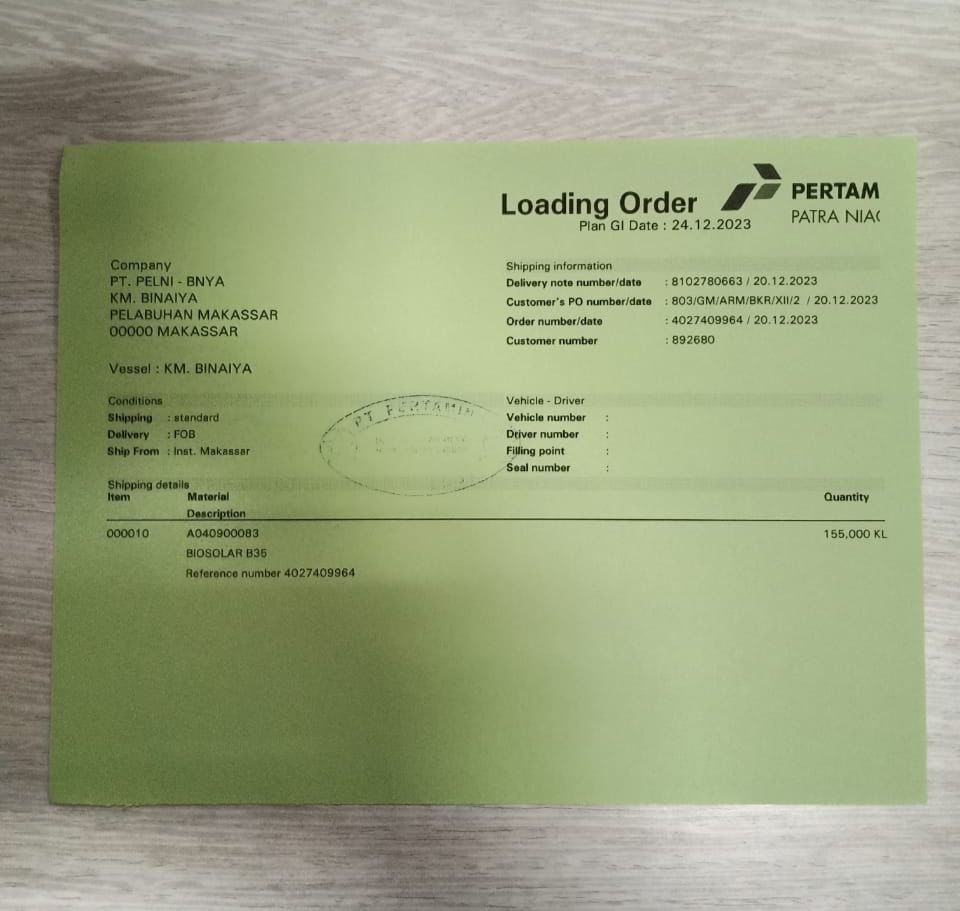 Loading Order
Plan GI Date : 24.12.2023
PERTAM
PATRA NIA
Company
PT. PELNI - BNYA
KM. BINAIYA
PELABUHAN MAKASSAR
00000 MAKASSAR
Vessel : KM. BINAIYA
Shipping information
Delivery note number/date : 8102780663 / 20.12.2023
Customer's PO number/date : 803/GM/ARM/BKR/XII/2 / 20.12.2023
Order number/date : 4027409964 / 20.12.2023
Customer number : 892680
Conditions
Shipping : standard
Delivery : FOB
Ship From : Inst. Makassar
PT PERTAMIN
Vehicle - Driver
Vehicle number :
Driver number :
Filling point :
Seal number :
Shipping details
Item Material Quantity
Description
000010 A040900083 155,000 KL
BIOSOLAR B35
Reference number 4027409964